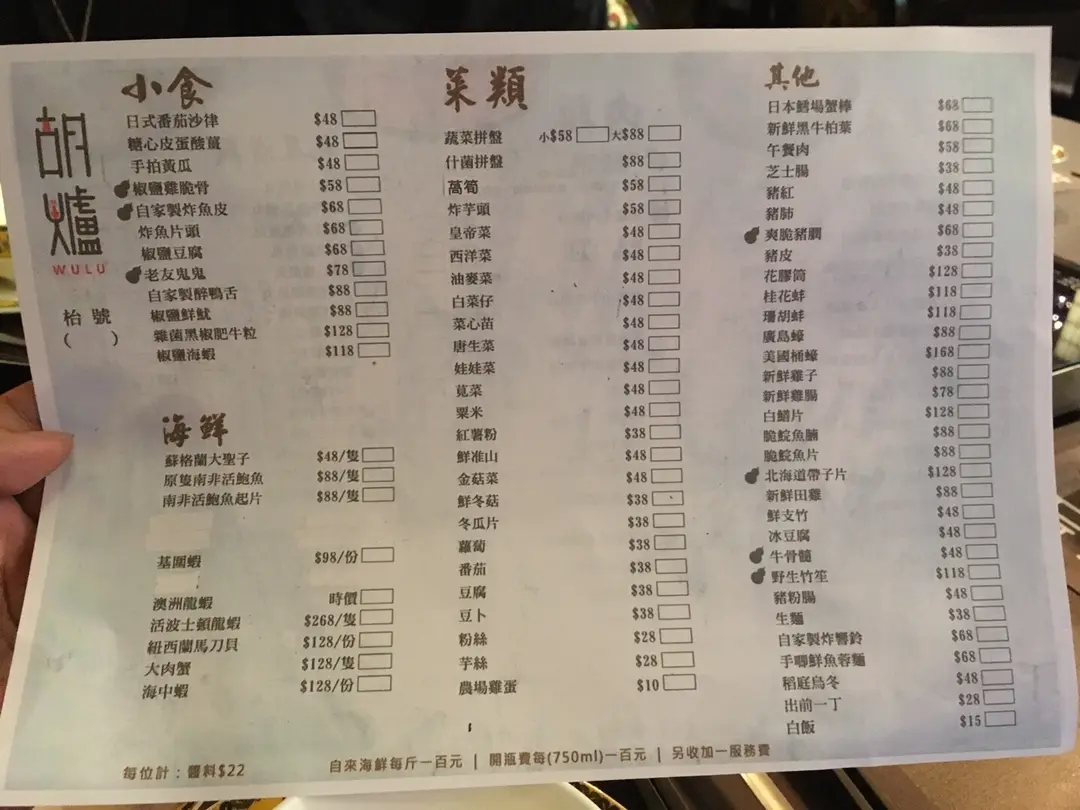 胡爐
WULU
枱號
( )
小食
日式番茄沙律 $48
糖心皮蛋酸薑 $48
手拍黃瓜 $48
椒鹽雞脆骨 $58
自家製炸魚皮 $68
炸魚片頭 $68
椒鹽豆腐 $68
老友鬼鬼 $78
自家製醉鴨舌 $88
椒鹽鮮魷 $88
雜菌黑椒肥牛粒 $128
椒鹽海蝦 $118
海鮮
蘇格蘭大聖子 $48/隻
原隻南非活鮑魚 $88/隻
南非活鮑魚起片 $88/隻
基圍蝦 $98/份
澳洲龍蝦 時價
活波士頓龍蝦 $268/隻
紐西蘭馬刀貝 $128/份
大肉蟹 $128/隻
海中蝦 $128/份
菜類
蔬菜拼盤 小$58 大$88
什菌拼盤 $88
萵筍 $58
炸芋頭 $58
皇帝菜 $48
西洋菜 $48
油麥菜 $48
白菜仔 $48
菜心苗 $48
唐生菜 $48
娃娃菜 $48
莧菜 $48
粟米 $48
紅薯粉 $38
鮮准山 $48
金菇菜 $48
鮮冬菇 $38
冬瓜片 $38
蘿蔔 $38
番茄 $38
豆腐 $38
豆卜 $38
粉絲 $28
芋絲 $28
農場雞蛋 $10
其他
日本鱈場蟹棒 $68
新鮮黑牛柏葉 $68
午餐肉 $58
芝士腸 $38
豬紅 $48
豬肺 $48
爽脆豬膶 $68
豬皮 $38
花膠筒 $128
桂花蚌 $118
珊胡蚌 $118
廣島蠔 $88
美國桶蠔 $168
新鮮雞子 $88
新鮮雞腸 $78
白鱔片 $128
脆鯇魚腩 $88
脆鯇魚片 $88
北海道帶子片 $128
新鮮田雞 $88
鮮支竹 $48
冰豆腐 $48
牛骨髓 $48
野生竹笙 $118
豬粉腸 $48
生麵 $38
自家製炸響鈴 $68
手唧鮮魚蓉麵 $68
稻庭烏冬 $48
出前一丁 $28
白飯 $15
每位計：醬料$22
自來海鮮每斤一百元 | 開瓶費每(750ml)一百元 | 另收加一服務費